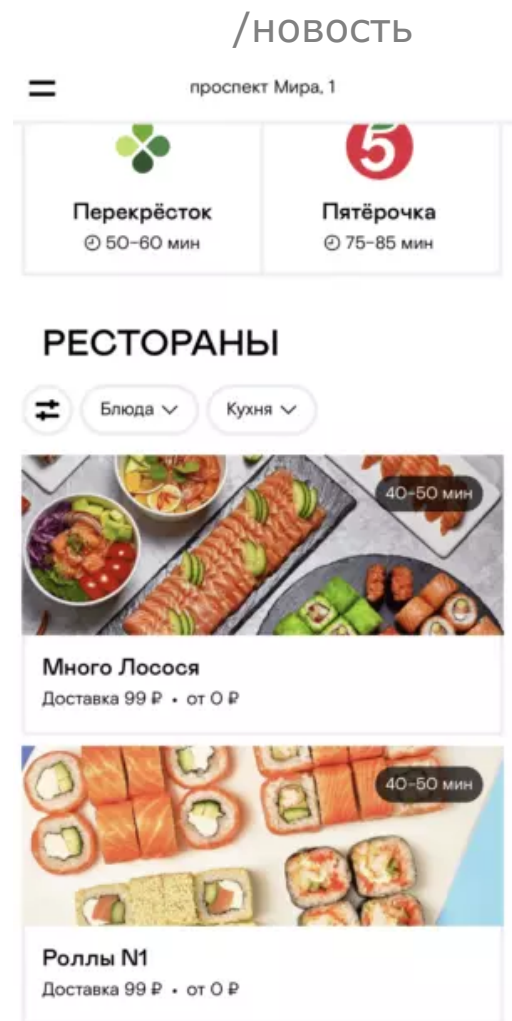 /новость
проспект Мира, 1
5
Перекрёсток
Пятёрочка
50–60 мин
75–85 мин
РЕСТОРАНЫ
Блюда
Кухня
40–50 мин
Много Лосося
Доставка 99 ₽ • от 0 ₽
40–50 мин
Роллы N1
Доставка 99 ₽ • от 0 ₽